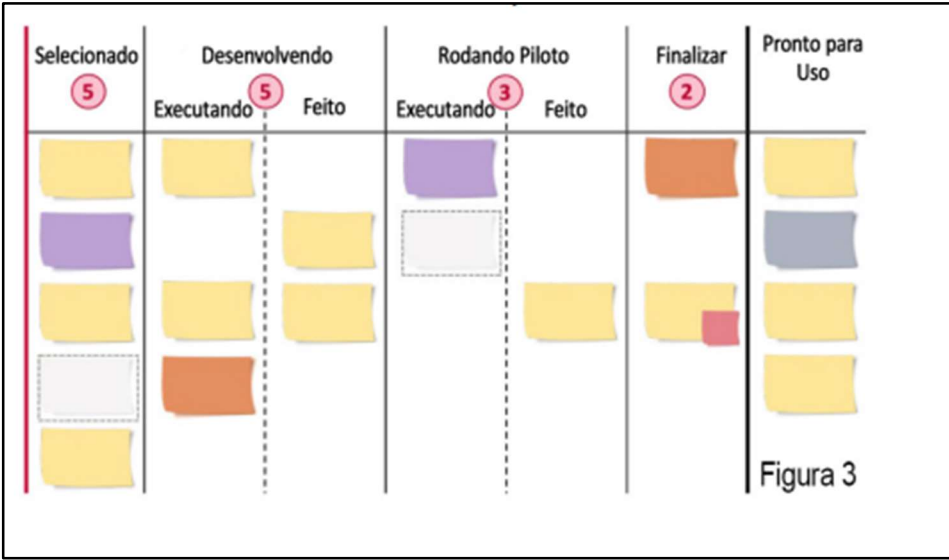 Selecionado
5
Desenvolvendo
5
Executando
Feito
Rodando Piloto
3
Executando
Feito
Finalizar
2
Pronto para
Uso
Figura 3